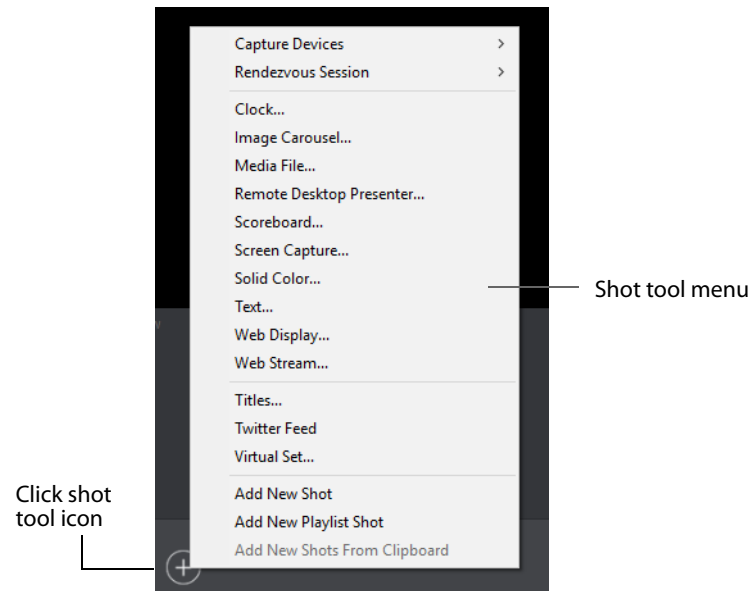 Capture Devices
Rendezvous Session
Clock...
Image Carousel...
Media File...
Remote Desktop Presenter...
Scoreboard...
Screen Capture...
Solid Color...
Text...
Web Display...
Web Stream...
Titles...
Twitter Feed
Virtual Set...
Add New Shot
Add New Playlist Shot
Add New Shots From Clipboard
Shot tool menu
Click shot
tool icon